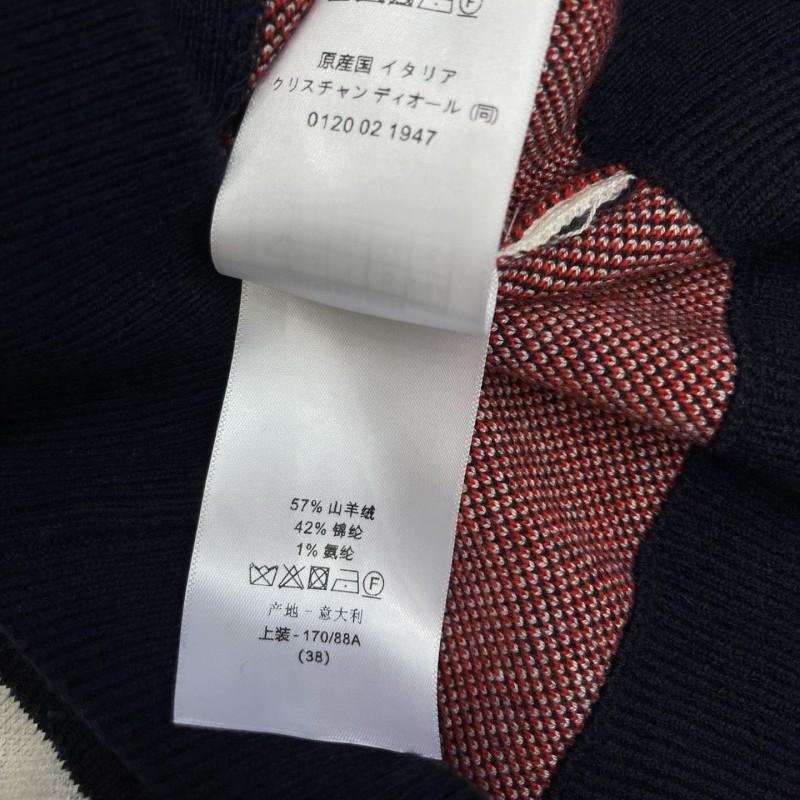 原産国 イタリア
クリスチャン ディオール (同)
0120 02 1947
57% 山羊绒
42% 锦纶
1% 氨纶
F
产地 - 意大利
上装 - 170/88A
(38)